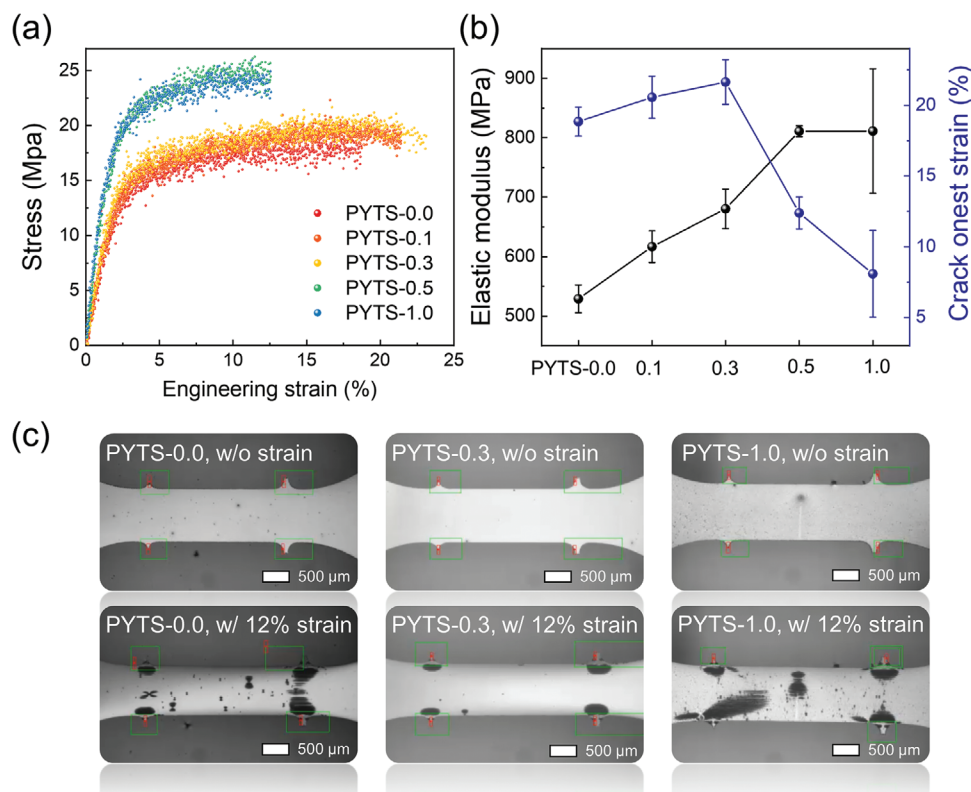 (a)
Stress (Mpa)
25
20
15
10
5
0
0 5 10 15 20 25
Engineering strain (%)
PYTS-0.0
PYTS-0.1
PYTS-0.3
PYTS-0.5
PYTS-1.0
(b)
Elastic modulus (MPa)
900
800
700
600
500
PYTS-0.0 0.1 0.3 0.5 1.0
20
15
10
5
Crack onest strain (%)
(c)
PYTS-0.0, w/o strain
500 µm
PYTS-0.3, w/o strain
500 µm
PYTS-1.0, w/o strain
500 µm
PYTS-0.0, w/ 12% strain
500 µm
PYTS-0.3, w/ 12% strain
500 µm
PYTS-1.0, w/ 12% strain
500 µm